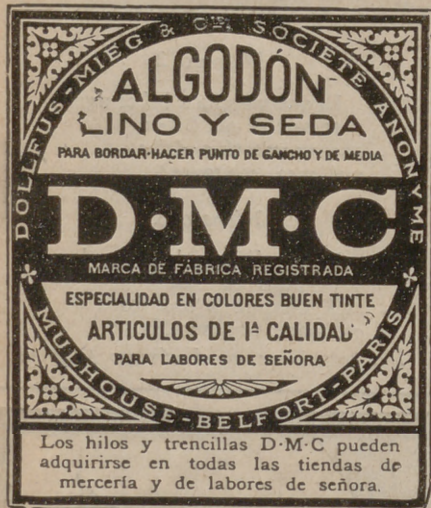 DOLLFUS-MIEG & CIE, SOCIÉTÉ ANONYME
ALGODÓN
LINO Y SEDA
PARA BORDAR·HACER PUNTO DE GANCHO Y DE MEDIA
D·M·C
MARCA DE FÁBRICA REGISTRADA
ESPECIALIDAD EN COLORES BUEN TINTE
ARTICULOS DE 1ª CALIDAD
PARA LABORES DE SEÑORA
MULHOUSE-BELFORT-PARIS
Los hilos y trencillas D·M·C pueden
adquirirse en todas las tiendas de
mercería y de labores de señora.